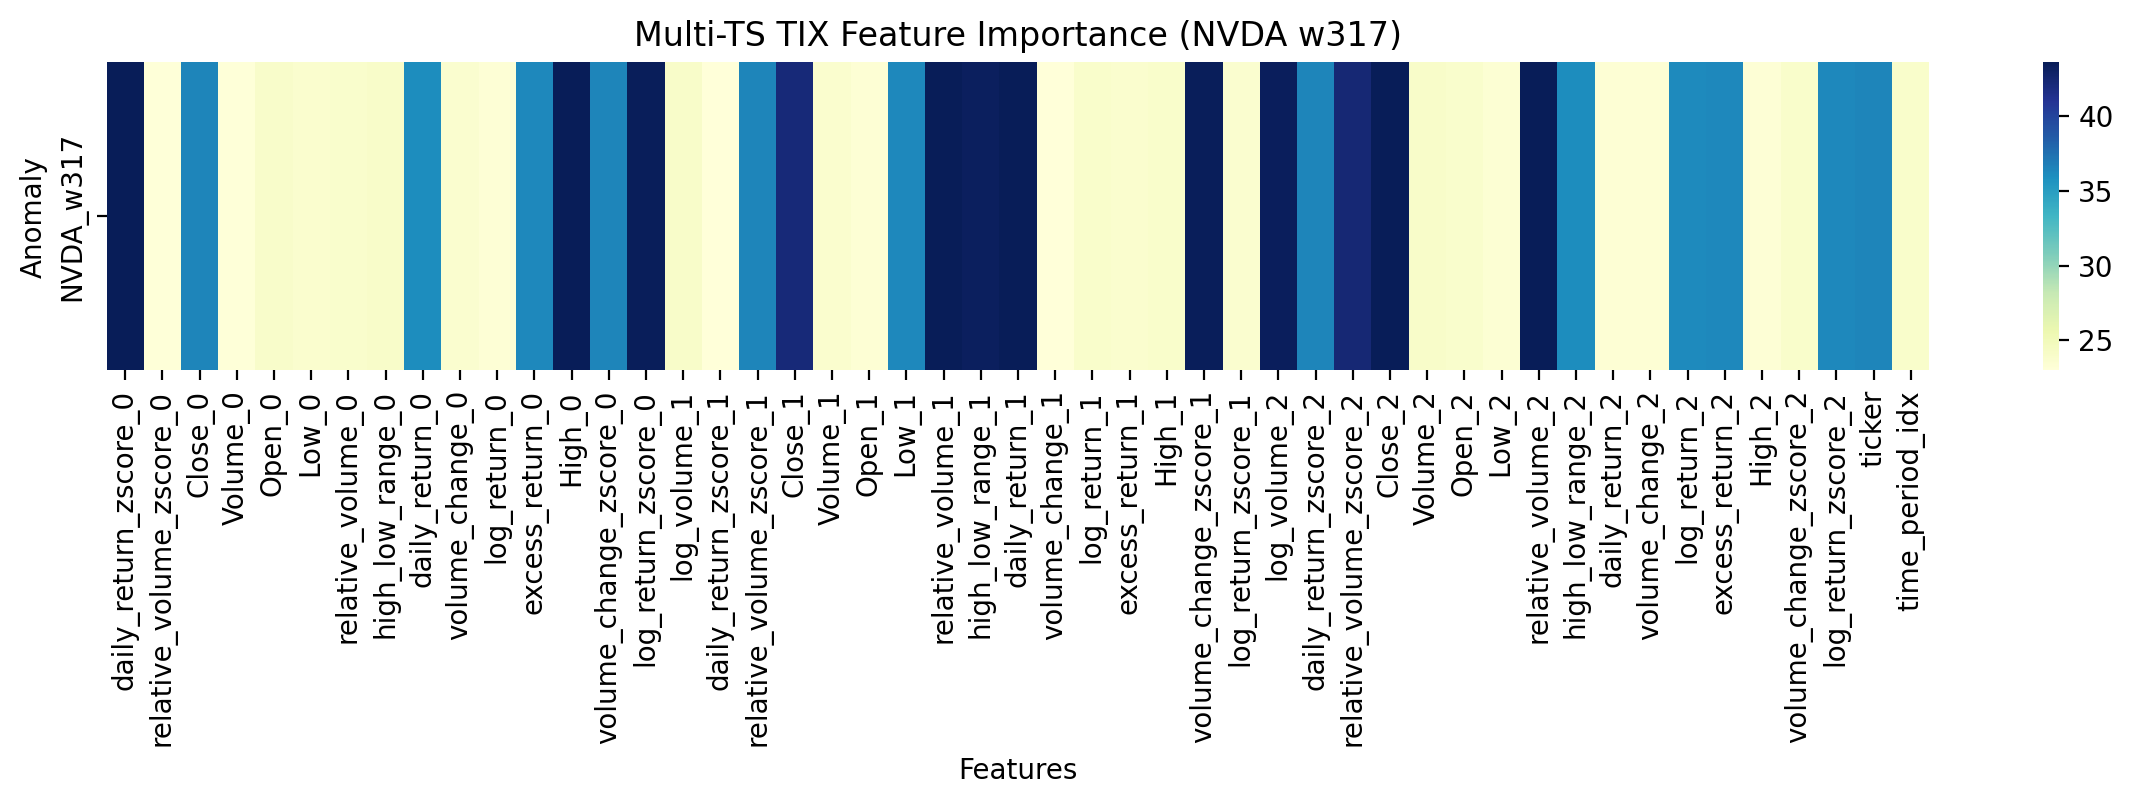 Multi-TS TIX Feature Importance (NVDA w317)
Anomaly
NVDA_w317
40
35
30
25
daily_return_zscore_0
relative_volume_zscore_0
Close_0
Volume_0
Open_0
Low_0
relative_volume_0
high_low_range_0
daily_return_0
volume_change_0
log_return_0
excess_return_0
High_0
volume_change_zscore_0
log_return_zscore_0
log_volume_1
daily_return_zscore_1
relative_volume_zscore_1
Close_1
Volume_1
Open_1
Low_1
relative_volume_1
high_low_range_1
daily_return_1
volume_change_1
log_return_1
excess_return_1
High_1
volume_change_zscore_1
log_return_zscore_1
log_volume_2
daily_return_zscore_2
relative_volume_zscore_2
Close_2
Volume_2
Open_2
Low_2
relative_volume_2
high_low_range_2
daily_return_2
volume_change_2
log_return_2
excess_return_2
High_2
volume_change_zscore_2
log_return_zscore_2
ticker
time_period_idx
Features